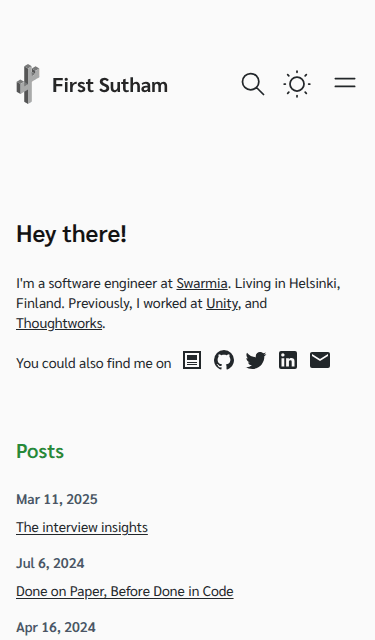 First Sutham
Hey there!
I'm a software engineer at Swarmia. Living in Helsinki,
Finland. Previously, I worked at Unity, and
Thoughtworks.
You could also find me on
Posts
Mar 11, 2025
The interview insights
Jul 6, 2024
Done on Paper, Before Done in Code
Apr 16, 2024